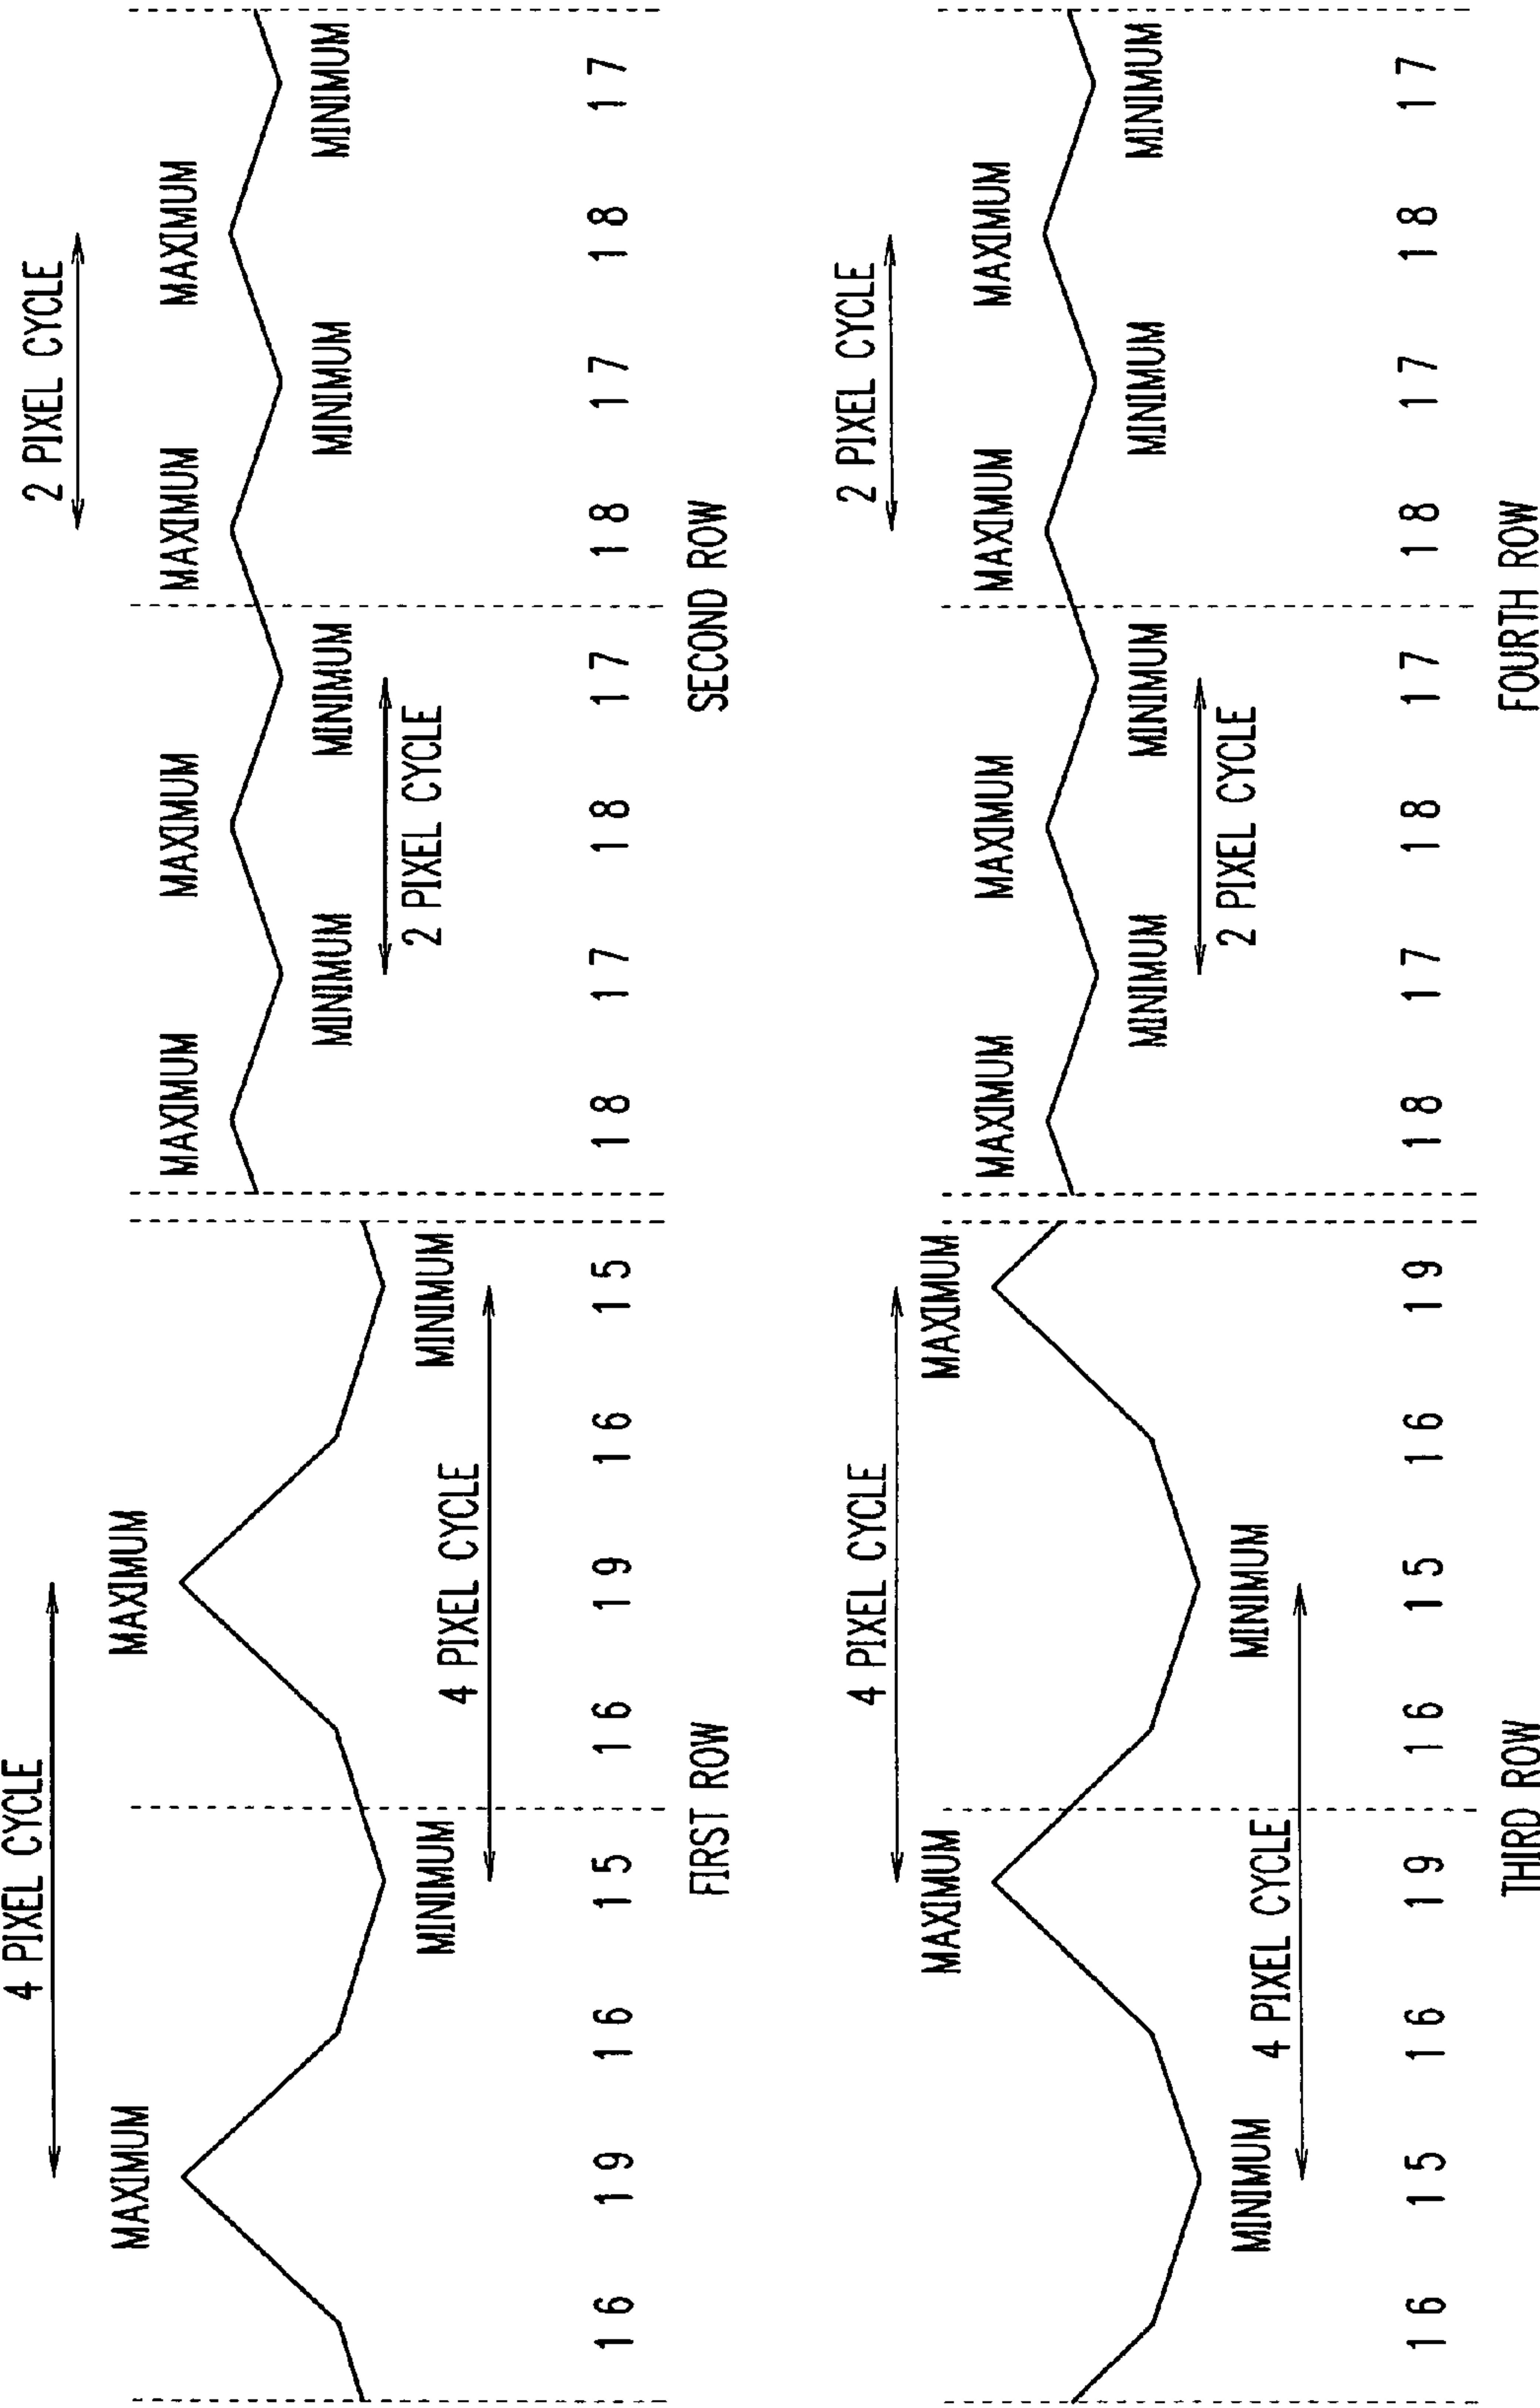 4 PIXEL CYCLE
MAXIMUM MAXIMUM
MINIMUM MINIMUM
4 PIXEL CYCLE
16 19 16 15 16 19 16 15
FIRST ROW
2 PIXEL CYCLE
MAXIMUM MAXIMUM MAXIMUM MAXIMUM
MINIMUM MINIMUM MINIMUM MINIMUM
2 PIXEL CYCLE
18 17 18 17 18 17 18 17
SECOND ROW
4 PIXEL CYCLE
MAXIMUM MAXIMUM
MINIMUM MINIMUM
4 PIXEL CYCLE
16 15 16 19 16 15 16 19
THIRD ROW
2 PIXEL CYCLE
MAXIMUM MAXIMUM MAXIMUM MAXIMUM
MINIMUM MINIMUM MINIMUM MINIMUM
2 PIXEL CYCLE
18 17 18 17 18 17 18 17
FOURTH ROW